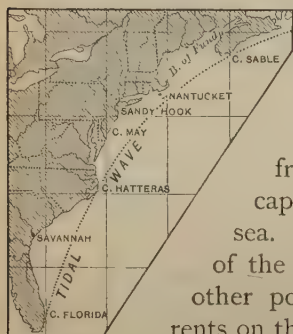 B. of Fundy
C. SABLE
NANTUCKET
SANDY HOOK
C. MAY
TIDAL WAVE
C. HATTERAS
SAVANNAH
C. FLORIDA
fr
cap
sea.
of the
other po
rents on th